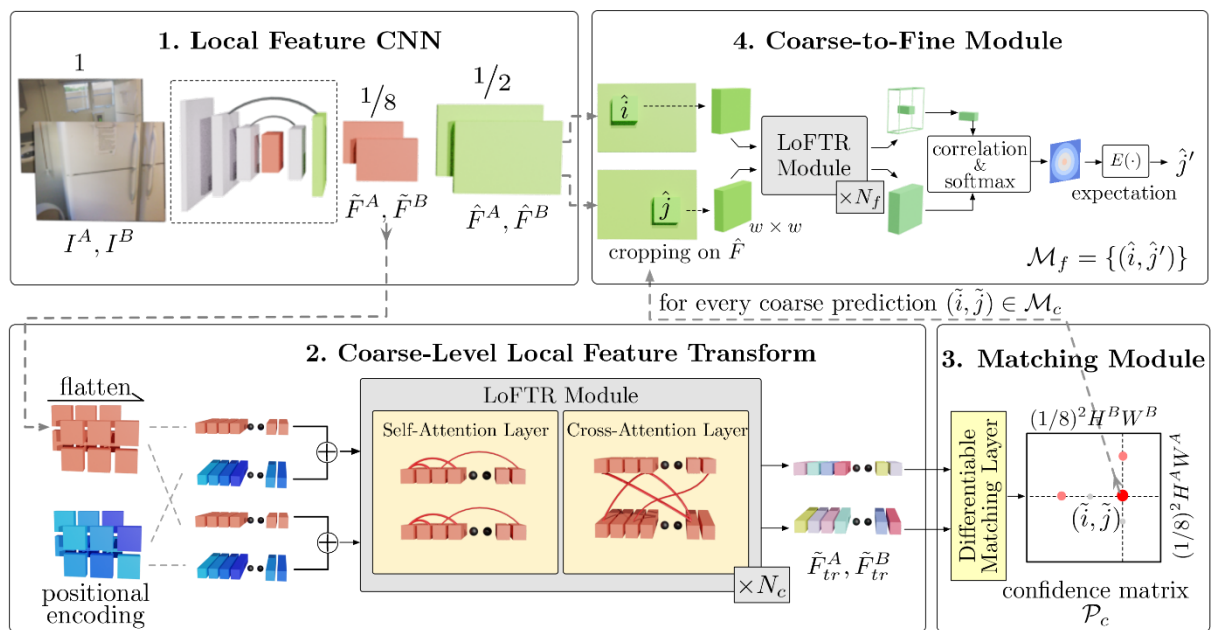 1. Local Feature CNN
1
1/8
1/2
I^A, I^B
F̃^A, F̃^B
F̂^A, F̂^B
4. Coarse-to-Fine Module
î
ĵ
LoFTR
Module
×N_f
w × w
cropping on F̂
correlation
&
softmax
E(·)
ĵ′
expectation
M_f = {(î, ĵ′)}
for every coarse prediction (ĩ, j̃) ∈ M_c
2. Coarse-Level Local Feature Transform
flatten
positional
encoding
LoFTR Module
Self-Attention Layer
Cross-Attention Layer
×N_c
F̃^A_tr, F̃^B_tr
3. Matching Module
Differentiable
Matching Layer
(1/8)²H^B W^B
(1/8)²H^A W^A
(ĩ, j̃)
confidence matrix
P_c